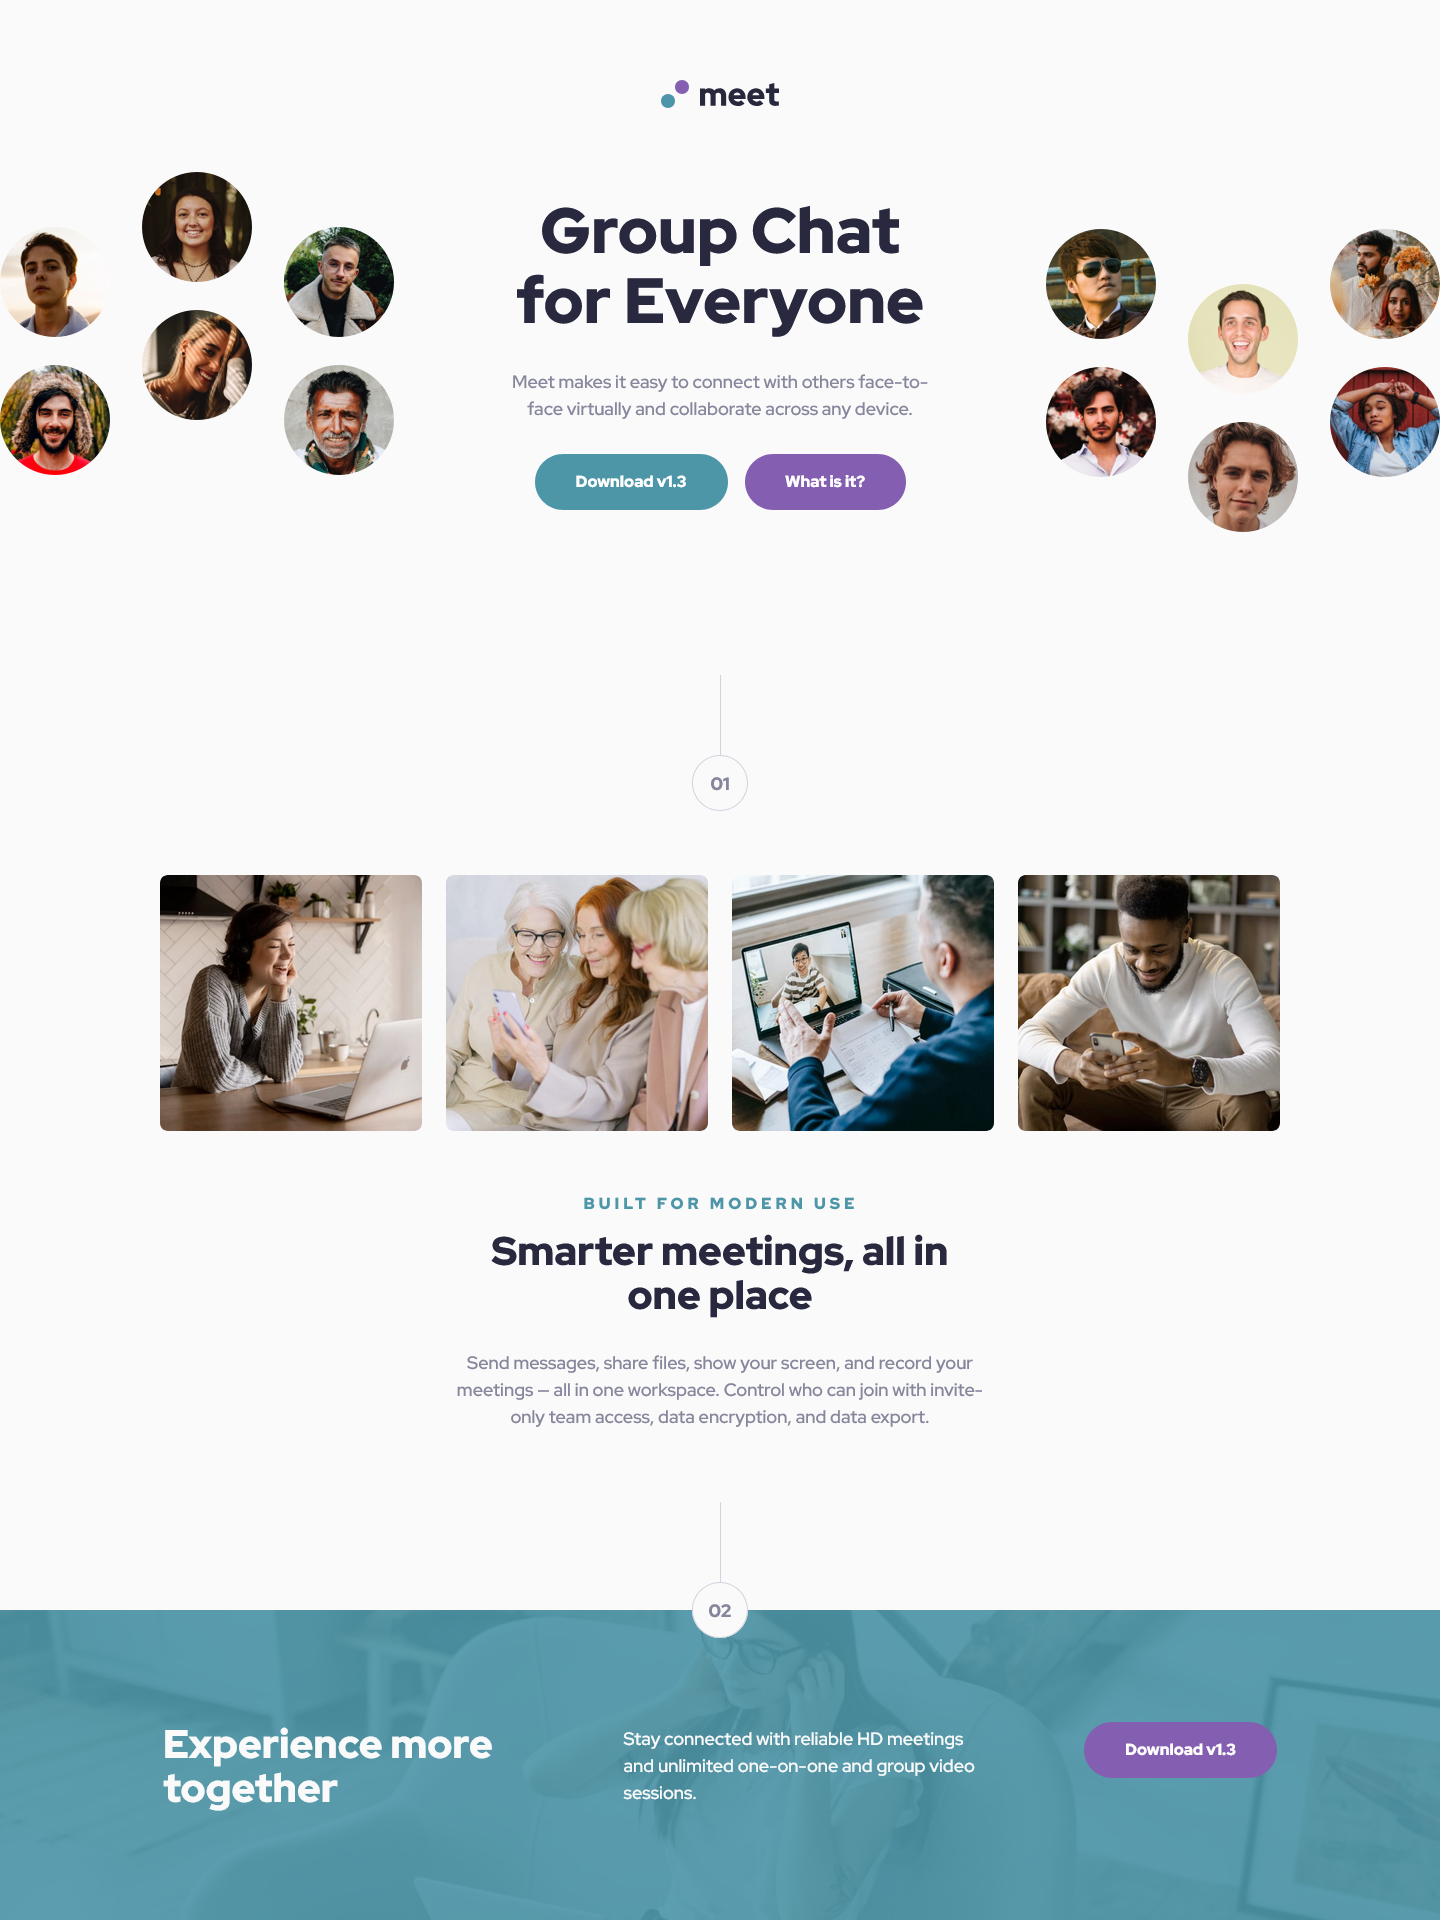 meet
Group Chat
for Everyone
Meet makes it easy to connect with others face-to-
face virtually and collaborate across any device.
Download v1.3
What is it?
01
BUILT FOR MODERN USE
Smarter meetings, all in
one place
Send messages, share files, show your screen, and record your
meetings — all in one workspace. Control who can join with invite-
only team access, data encryption, and data export.
02
Experience more
together
Stay connected with reliable HD meetings
and unlimited one-on-one and group video
sessions.
Download v1.3